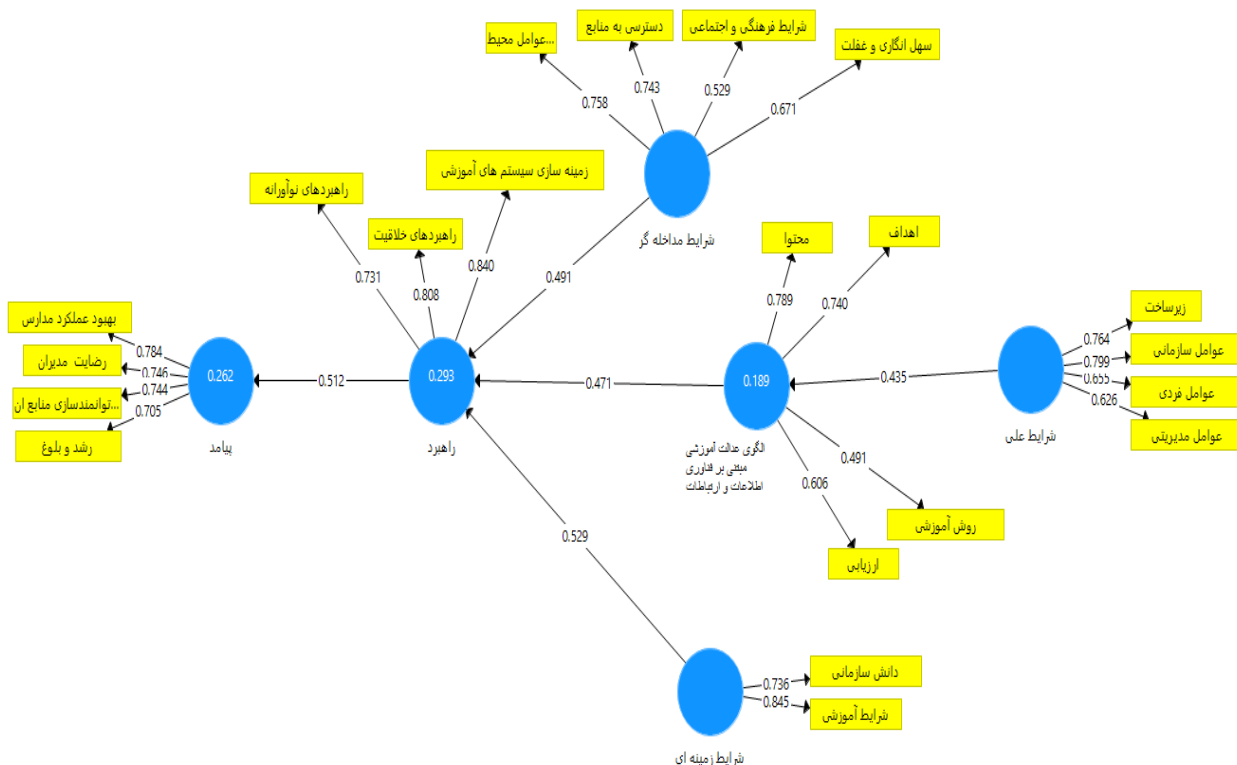 شرایط فرهنگی و اجتماعی
دسترسی به منابع
عوامل محیط...
سهل انگاری و غفلت
0.758
0.743
0.529
0.671
شرایط مداخله گر
زمینه سازی سیستم های آموزشی
راهبردهای نوآورانه
راهبردهای خلاقیت
0.731
0.808
0.840
0.491
اهداف
محتوا
0.789
0.740
زیرساخت
عوامل سازمانی
عوامل فردی
عوامل مدیریتی
0.764
0.799
0.655
0.626
شرایط علی
0.435
0.189
الگوی عدالت آموزشی
مبتنی بر فناوری
اطلاعات و ارتباطات
0.491
0.606
روش آموزشی
ارزیابی
0.471
0.293
راهبرد
0.512
0.262
پیامد
بهبود عملکرد مدارس
رضایت مدیران
توانمندسازی منابع ان...
رشد و بلوغ
0.784
0.746
0.744
0.705
0.529
دانش سازمانی
شرایط آموزشی
0.736
0.845
شرایط زمینه ای